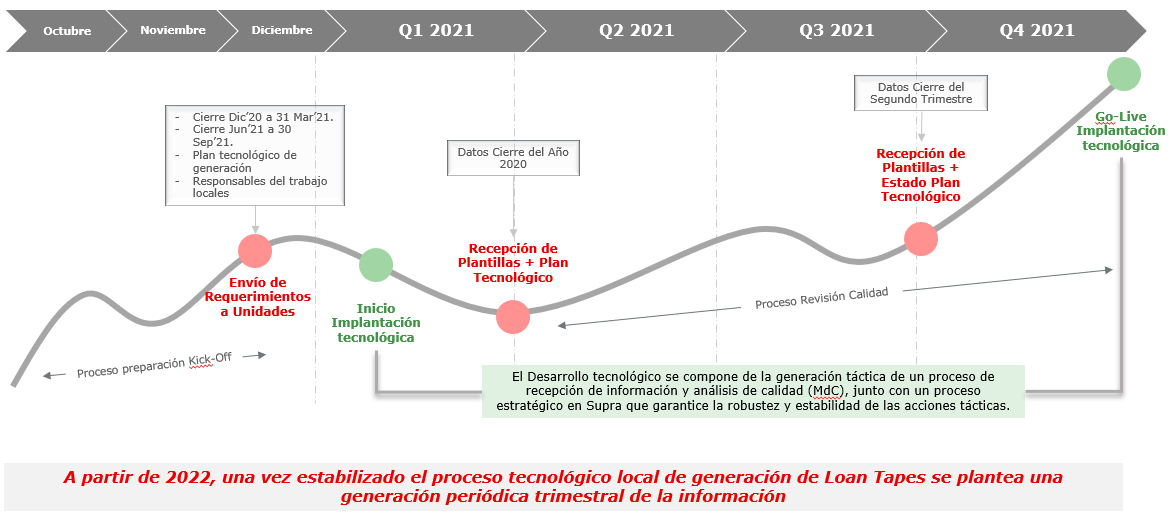 Octubre
Noviembre
Diciembre
Q1 2021
Q2 2021
Q3 2021
Q4 2021
- Cierre Dic’20 a 31 Mar’21.
- Cierre Jun’21 a 30
Sep’21.
- Plan tecnológico de
generación
- Responsables del trabajo
locales
Datos Cierre del Año
2020
Datos Cierre del
Segundo Trimestre
Go-Live
Implantación
tecnológica
Recepción de
Plantillas +
Estado Plan
Tecnológico
Envío de
Requerimientos
a Unidades
Recepción de
Plantillas + Plan
Tecnológico
Inicio
Implantación
tecnológica
Proceso Revisión Calidad
Proceso preparación Kick-Off
El Desarrollo tecnológico se compone de la generación táctica de un proceso de
recepción de información y análisis de calidad (MdC), junto con un proceso
estratégico en Supra que garantice la robustez y estabilidad de las acciones tácticas.
A partir de 2022, una vez estabilizado el proceso tecnológico local de generación de Loan Tapes se plantea una
generación periódica trimestral de la información